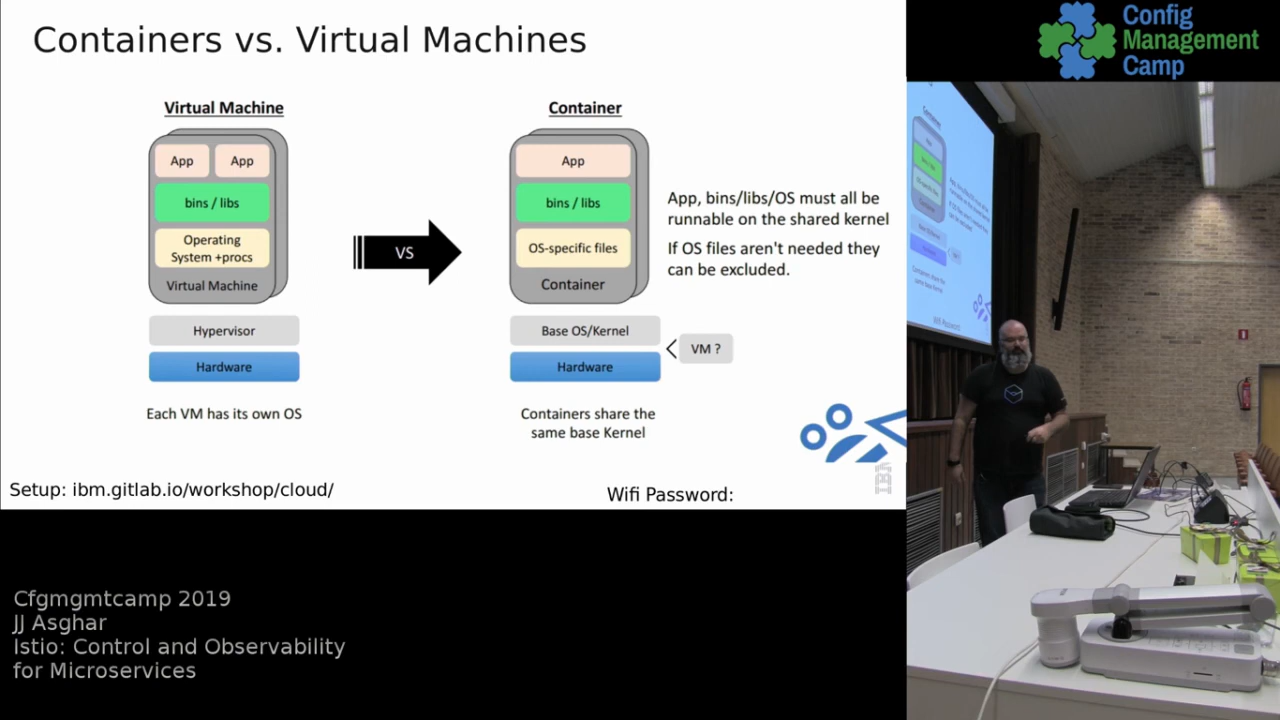 Containers vs. Virtual Machines
Virtual Machine
App
App
bins / libs
Operating
System +procs
Virtual Machine
Hypervisor
Hardware
Each VM has its own OS
VS
Container
App
bins / libs
OS-specific files
Container
Base OS/Kernel
Hardware
VM ?
Containers share the
same base Kernel
App, bins/libs/OS must all be
runnable on the shared kernel
If OS files aren't needed they
can be excluded.
IBM
Setup: ibm.gitlab.io/workshop/cloud/
Wifi Password:
Cfgmgmtcamp 2019
JJ Asghar
Istio: Control and Observability
for Microservices
Config
Management
Camp